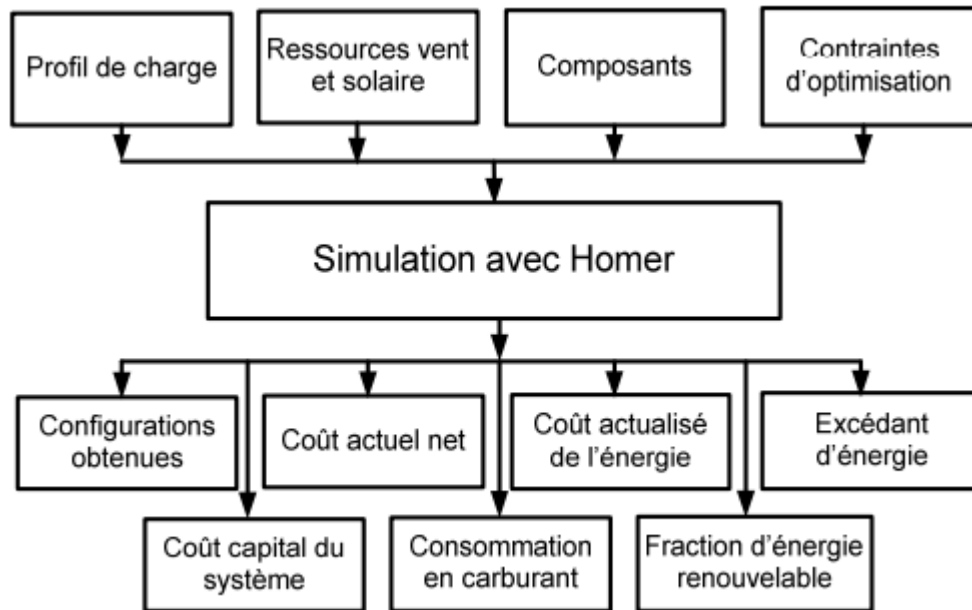 Profil de charge
Ressources vent
et solaire
Composants
Contraintes
d'optimisation
Simulation avec Homer
Configurations
obtenues
Coût actuel net
Coût actualisé
de l'énergie
Excédant
d'énergie
Coût capital du
système
Consommation
en carburant
Fraction d'énergie
renouvelable